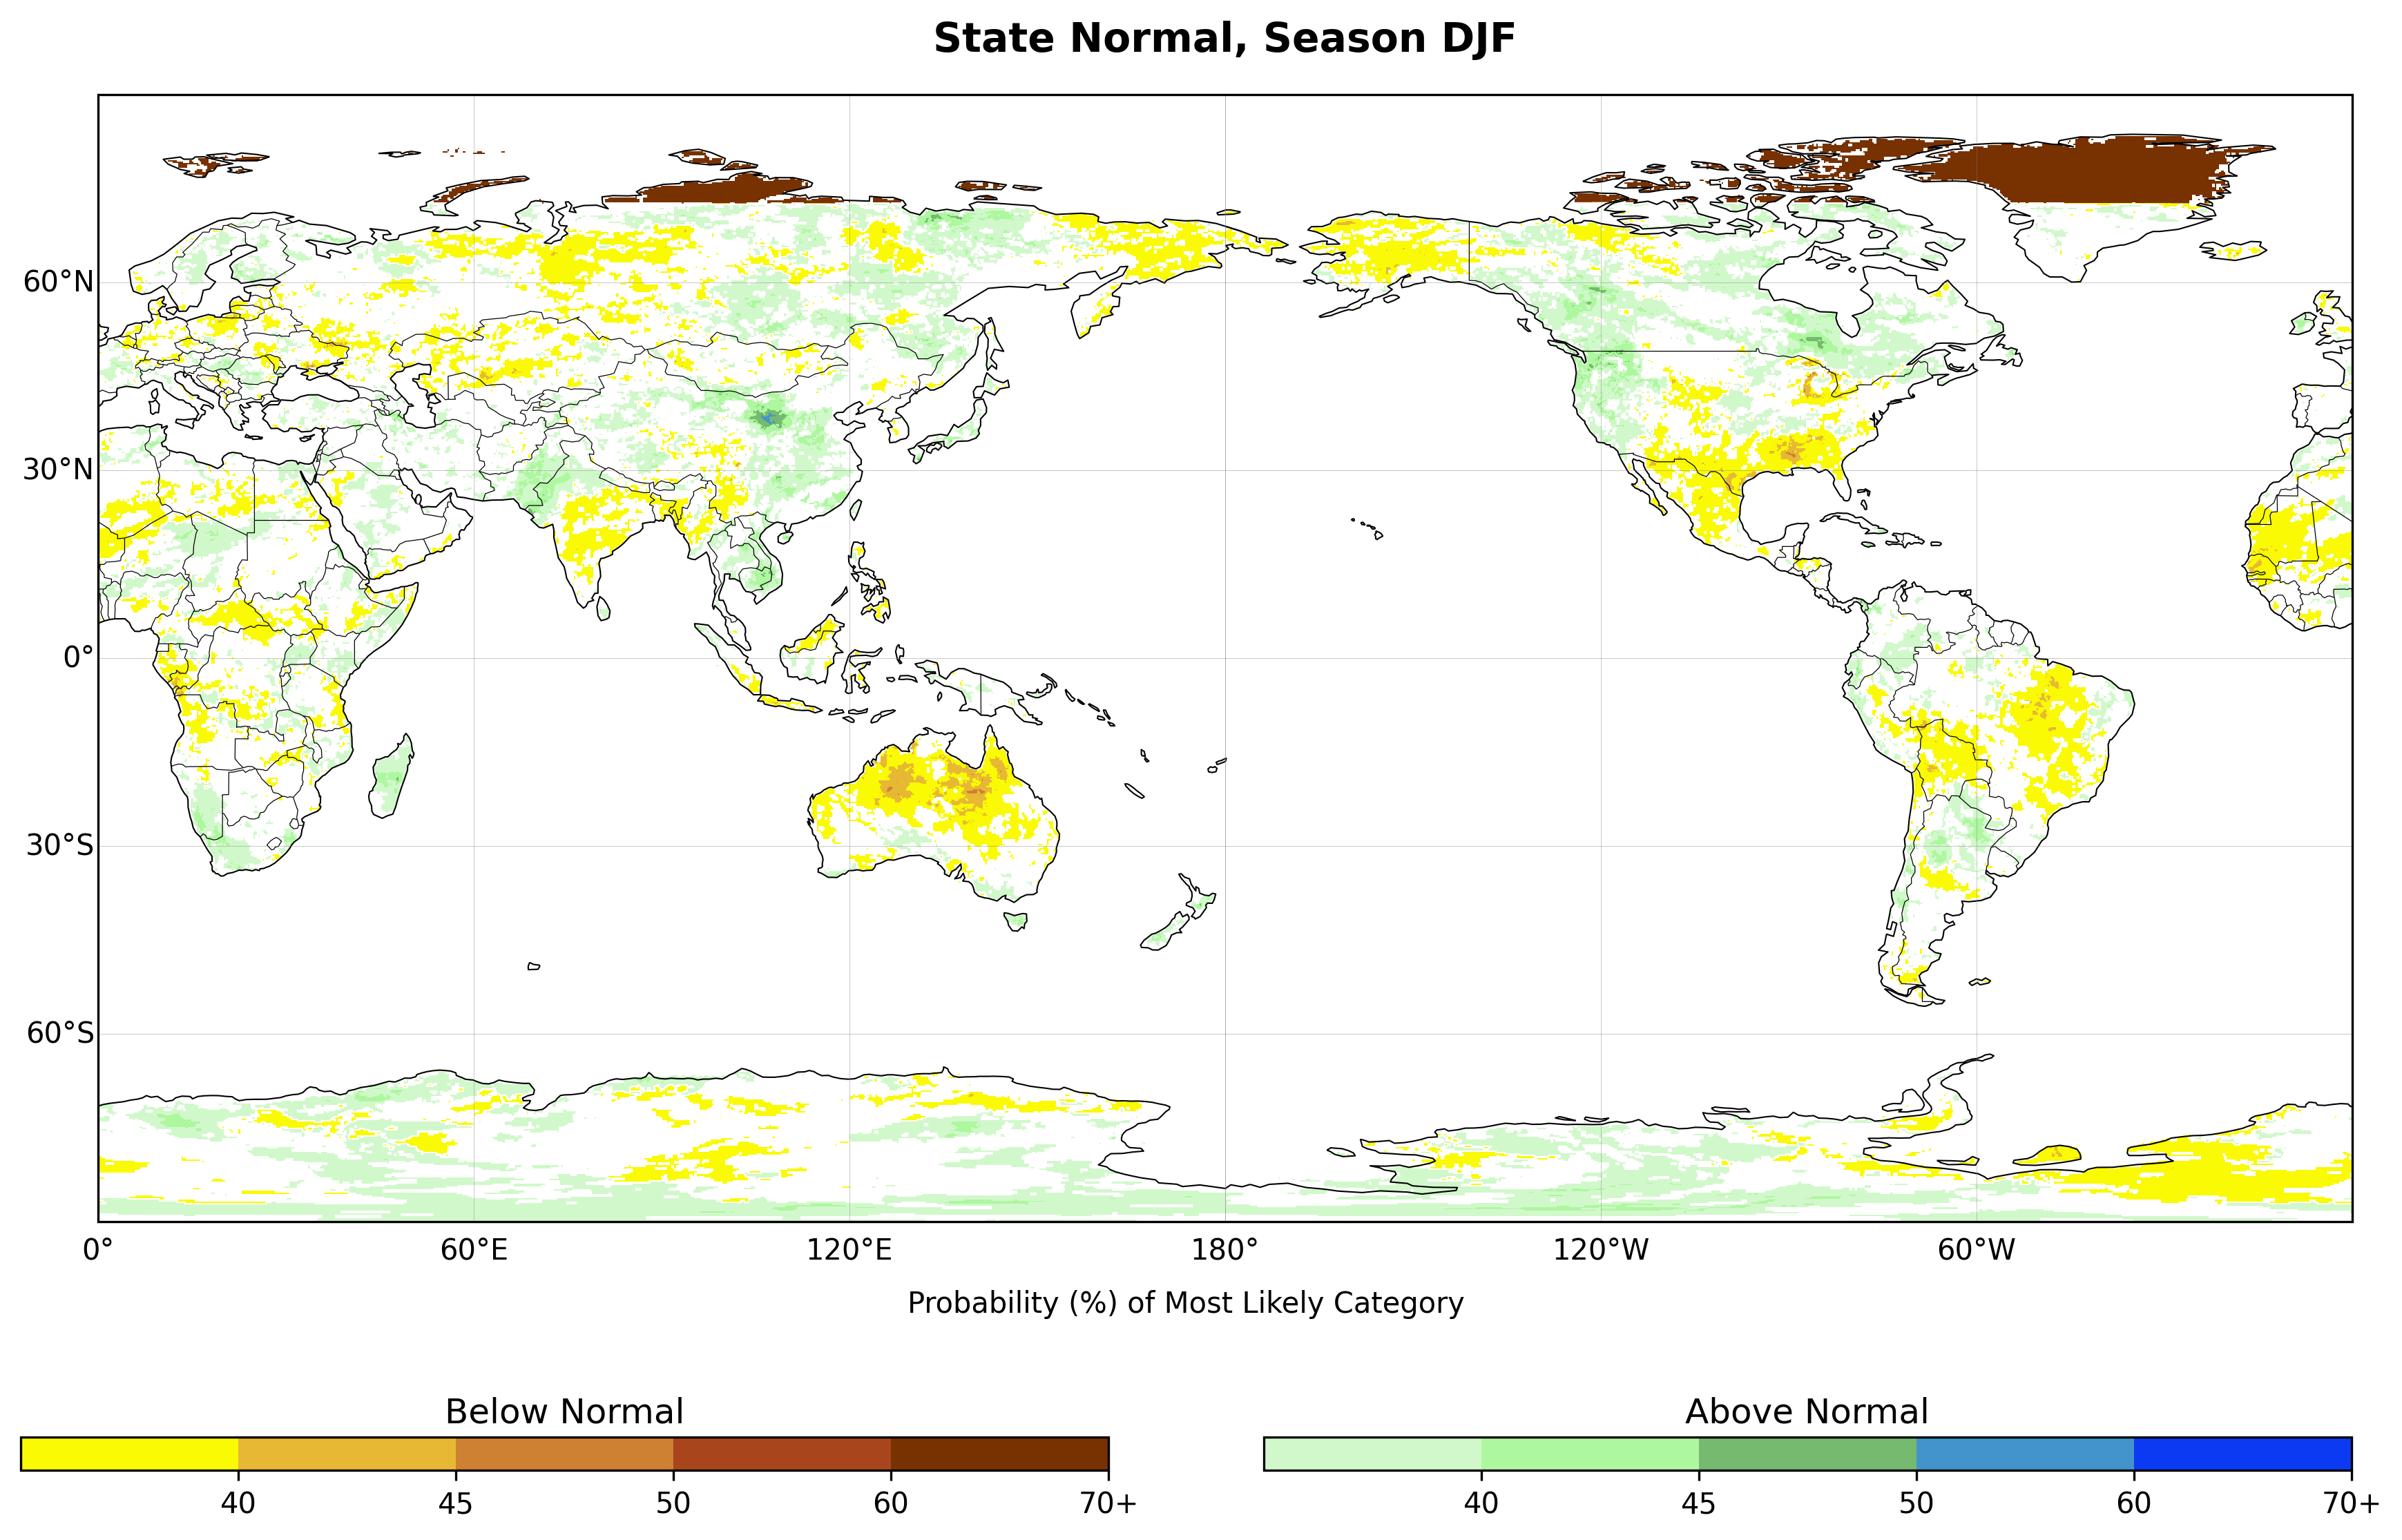 State Normal, Season DJF
60°N
30°N
0°
30°S
60°S
0° 60°E 120°E 180° 120°W 60°W
Probability (%) of Most Likely Category
Below Normal
40 45 50 60 70+
Above Normal
40 45 50 60 70+